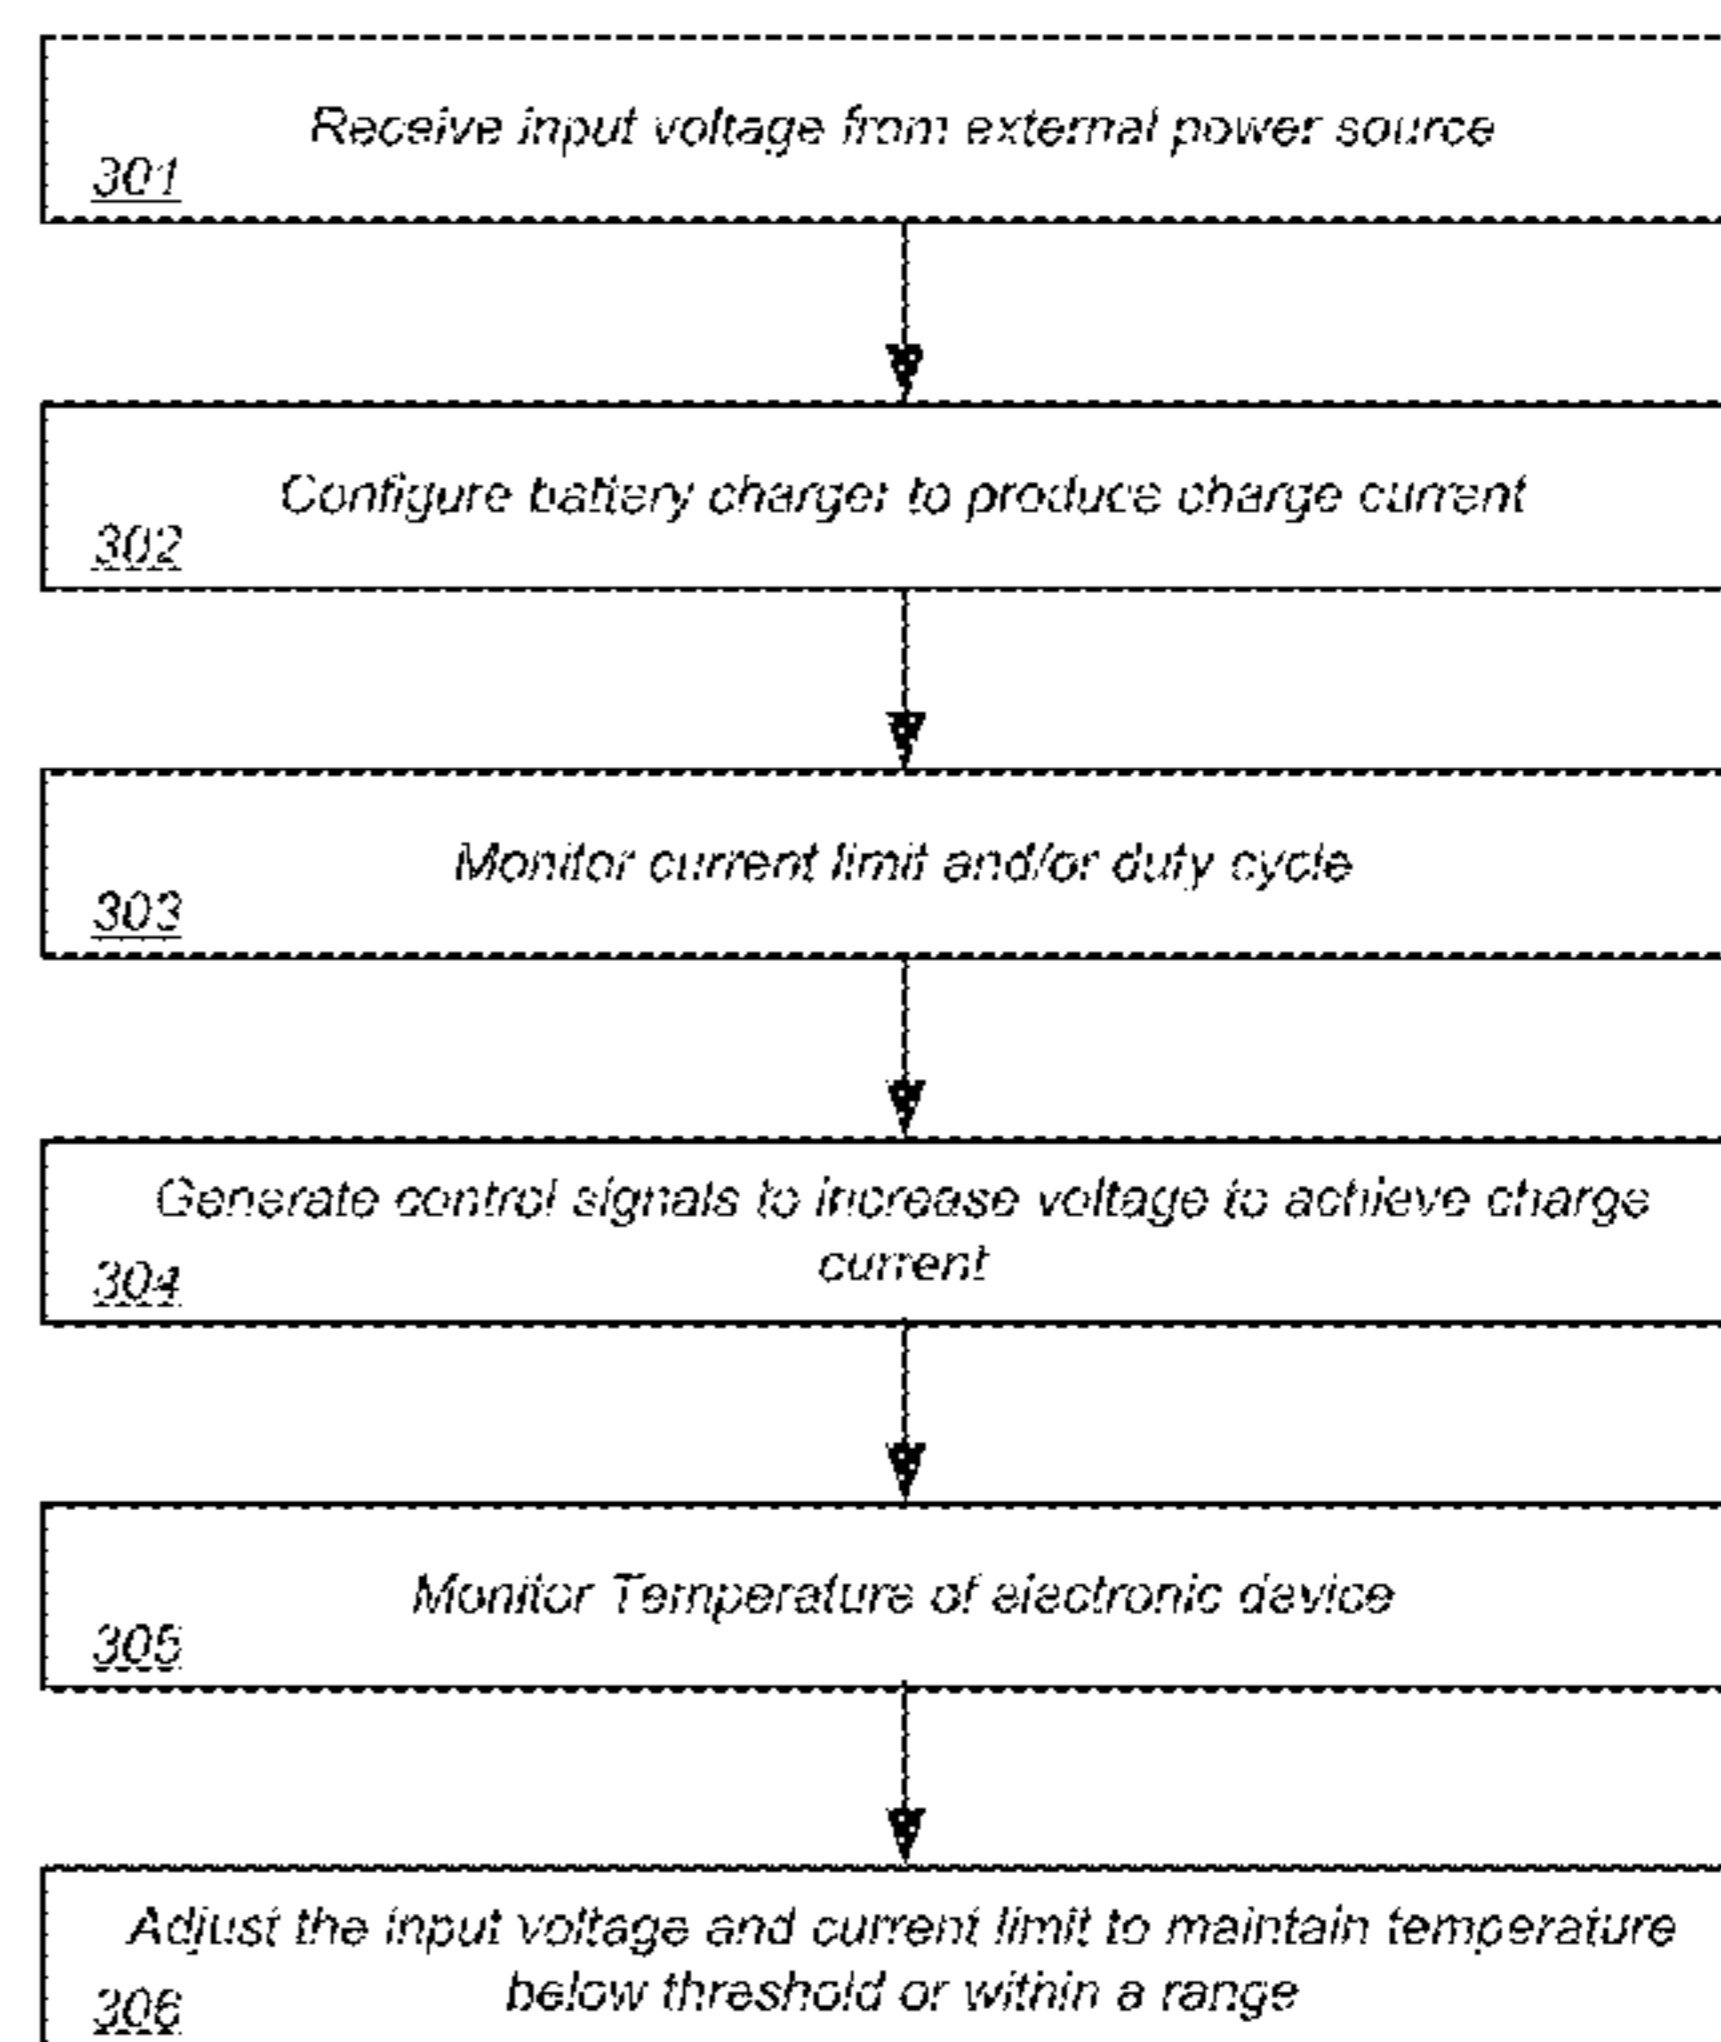 Receive input voltage from external power source
301
Configure battery charger to produce charge current
302
Monitor current limit and/or duty cycle
303
Generate control signals to increase voltage to achieve charge
current
304
Monitor Temperature of electronic device
305
Adjust the input voltage and current limit to maintain temperature
below threshold or within a range
306